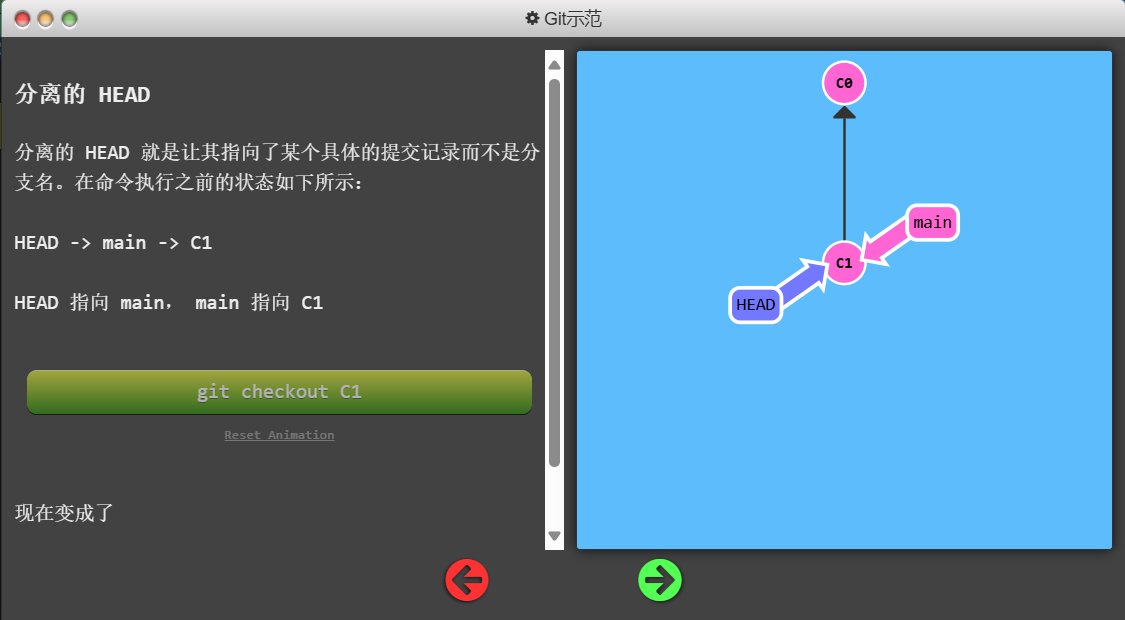 Git示范
分离的 HEAD
分离的 HEAD 就是让其指向了某个具体的提交记录而不是分
支名。在命令执行之前的状态如下所示：
HEAD -> main -> C1
HEAD 指向 main， main 指向 C1
git checkout C1
Reset Animation
现在变成了
C0
main
C1
HEAD